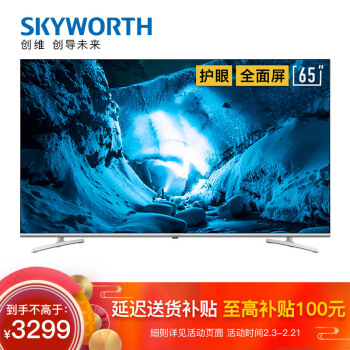 SKYWORTH
创维 创导未来
护眼 全面屏 65"
到手不高于:
¥3299
延迟送货补贴 至高补贴100元
细则详见活动页面 活动时间2.3-2.21